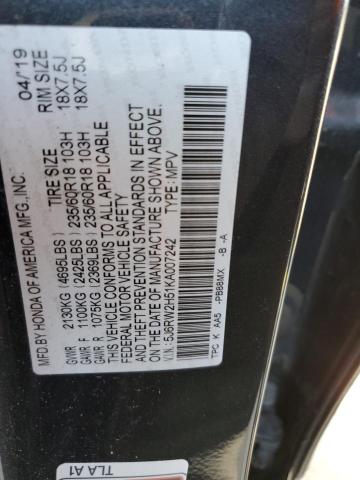 MFD.BY HONDA OF AMERICA MFG.,INC. 04/'19
TIRE SIZE RIM SIZE
GVWR 2130KG (4695LBS)
GAWR F 1100KG (2425LBS) 235/60R18 103H 18X7.5J
GAWR R 1075KG (2369LBS) 235/60R18 103H 18X7.5J
THIS VEHICLE CONFORMS TO ALL APPLICABLE
FEDERAL MOTOR VEHICLE SAFETY
AND THEFT PREVENTION STANDARDS IN EFFECT
ON THE DATE OF MANUFACTURE SHOWN ABOVE.
V.I.N.: 5J6RW2H51KA007242 TYPE: MPV
TPC K AA5 -PB88MX -B -A
TLA A1